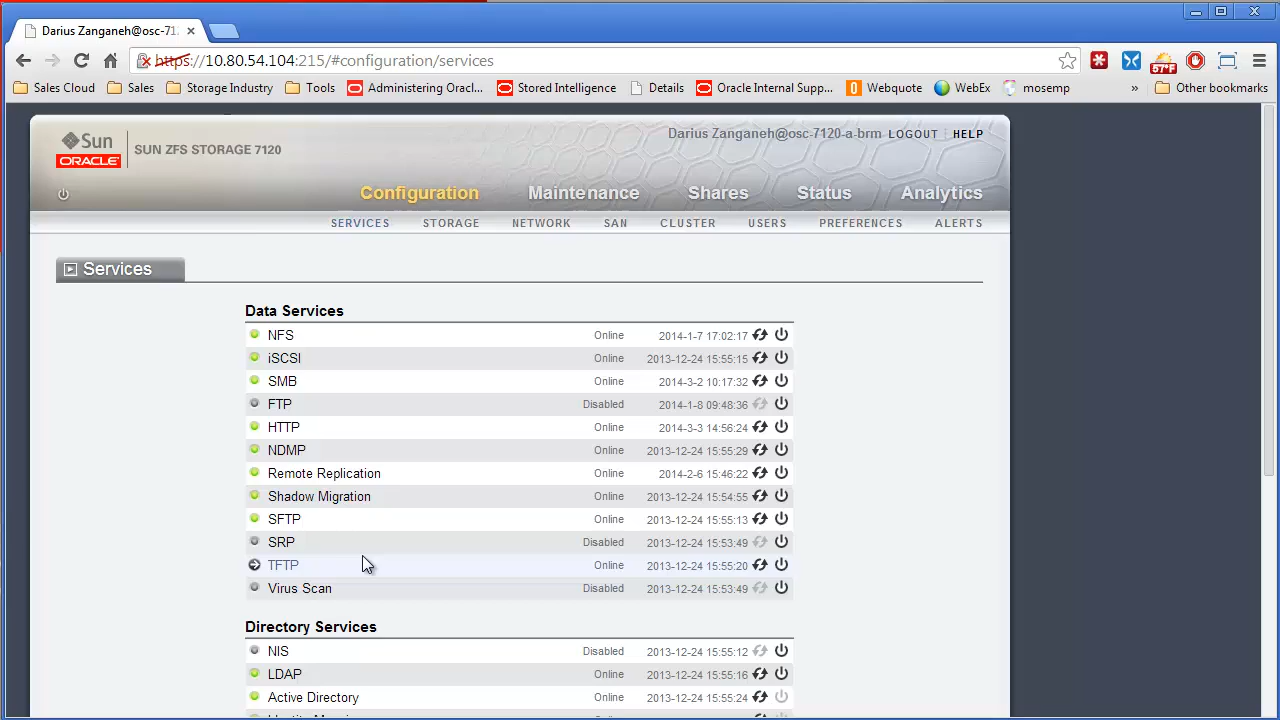 Darius Zanganeh@osc-712
https://10.80.54.104:215/#configuration/services
57°F
Sales Cloud Sales Storage Industry Tools Administering Ora... Stored Intelligence Details Oracle Internal Supp... Webquote WebEx mosemp » Other bookmarks
Sun
ORACLE
SUN ZFS STORAGE 7120
Darius Zanganeh@osc-7120-a-brm LOGOUT HELP
Configuration Maintenance Shares Status Analytics
SERVICES STORAGE NETWORK SAN CLUSTER USERS PREFERENCES ALERTS
Services
Data Services
NFS Online 2014-1-7 17:02:17
iSCSI Online 2013-12-24 15:55:15
SMB Online 2014-3-2 10:17:32
FTP Disabled 2014-1-8 09:48:36
HTTP Online 2014-3-3 14:56:24
NDMP Online 2013-12-24 15:55:29
Remote Replication Online 2014-2-6 15:46:22
Shadow Migration Online 2013-12-24 15:54:55
SFTP Online 2013-12-24 15:55:13
SRP Disabled 2013-12-24 15:53:49
TFTP Online 2013-12-24 15:55:20
Virus Scan Disabled 2013-12-24 15:53:49
Directory Services
NIS Disabled 2013-12-24 15:55:12
LDAP Online 2013-12-24 15:55:16
Active Directory Online 2013-12-24 15:55:24